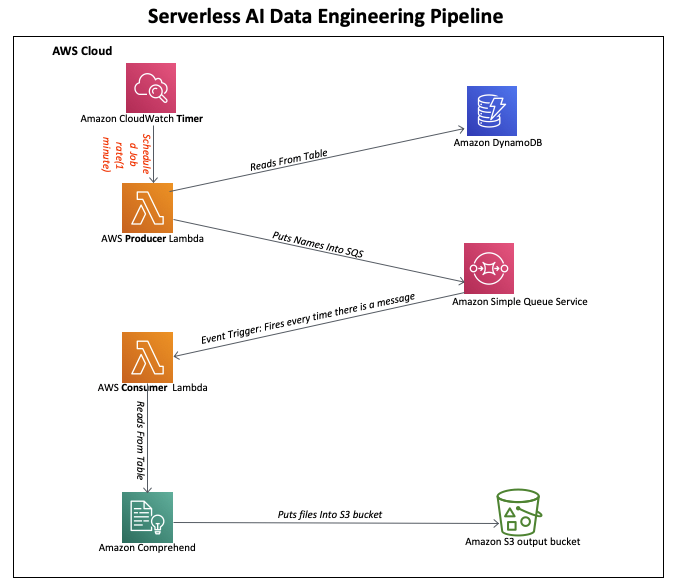 Serverless AI Data Engineering Pipeline
AWS Cloud
Amazon CloudWatch Timer
Schedule
d Job
rate(1
minute)
Reads From Table
Amazon DynamoDB
AWS Producer Lambda
Puts Names Into SQS
Amazon Simple Queue Service
Event Trigger: Fires every time there is a message
AWS Consumer Lambda
Reads From Table
Amazon Comprehend
Puts files Into S3 bucket
Amazon S3 output bucket